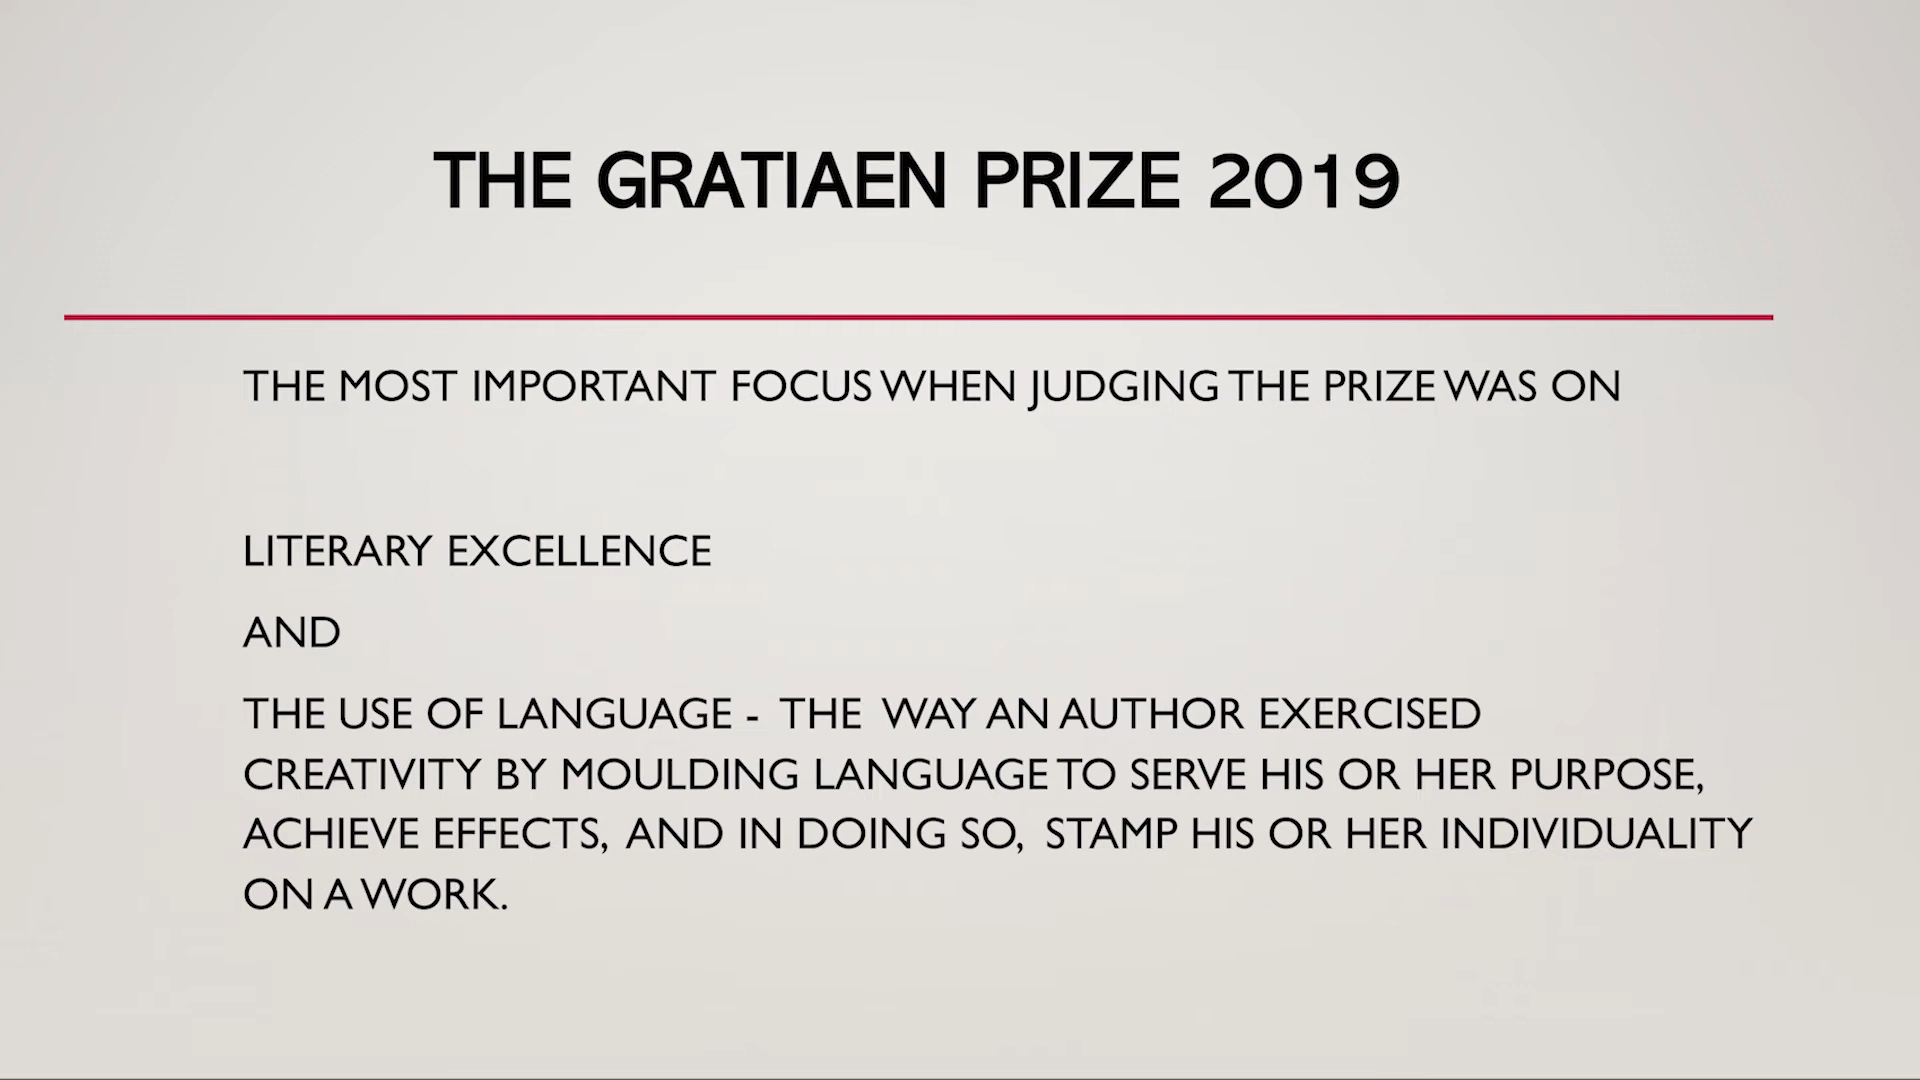 THE GRATIAEN PRIZE 2019
THE MOST IMPORTANT FOCUS WHEN JUDGING THE PRIZE WAS ON
LITERARY EXCELLENCE
AND
THE USE OF LANGUAGE - THE WAY AN AUTHOR EXERCISED
CREATIVITY BY MOULDING LANGUAGE TO SERVE HIS OR HER PURPOSE,
ACHIEVE EFFECTS, AND IN DOING SO, STAMP HIS OR HER INDIVIDUALITY
ON A WORK.